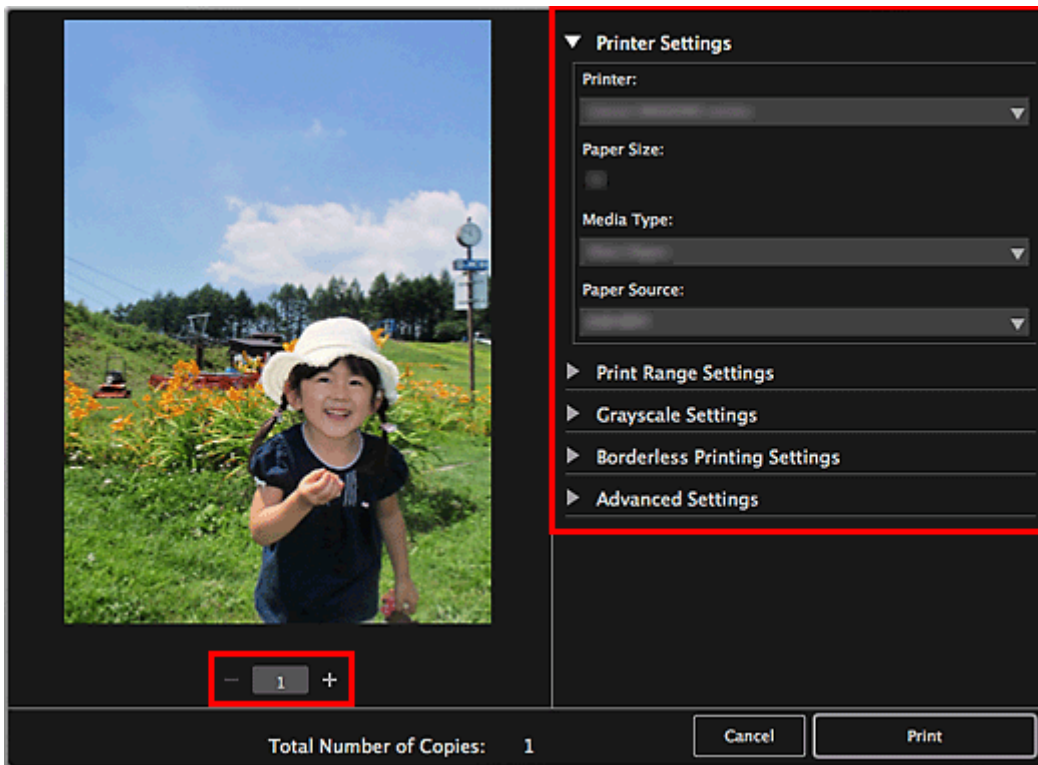 Printer Settings
Printer:
Paper Size:
Media Type:
Paper Source:
Print Range Settings
Grayscale Settings
Borderless Printing Settings
Advanced Settings
1
Total Number of Copies: 1
Cancel
Print